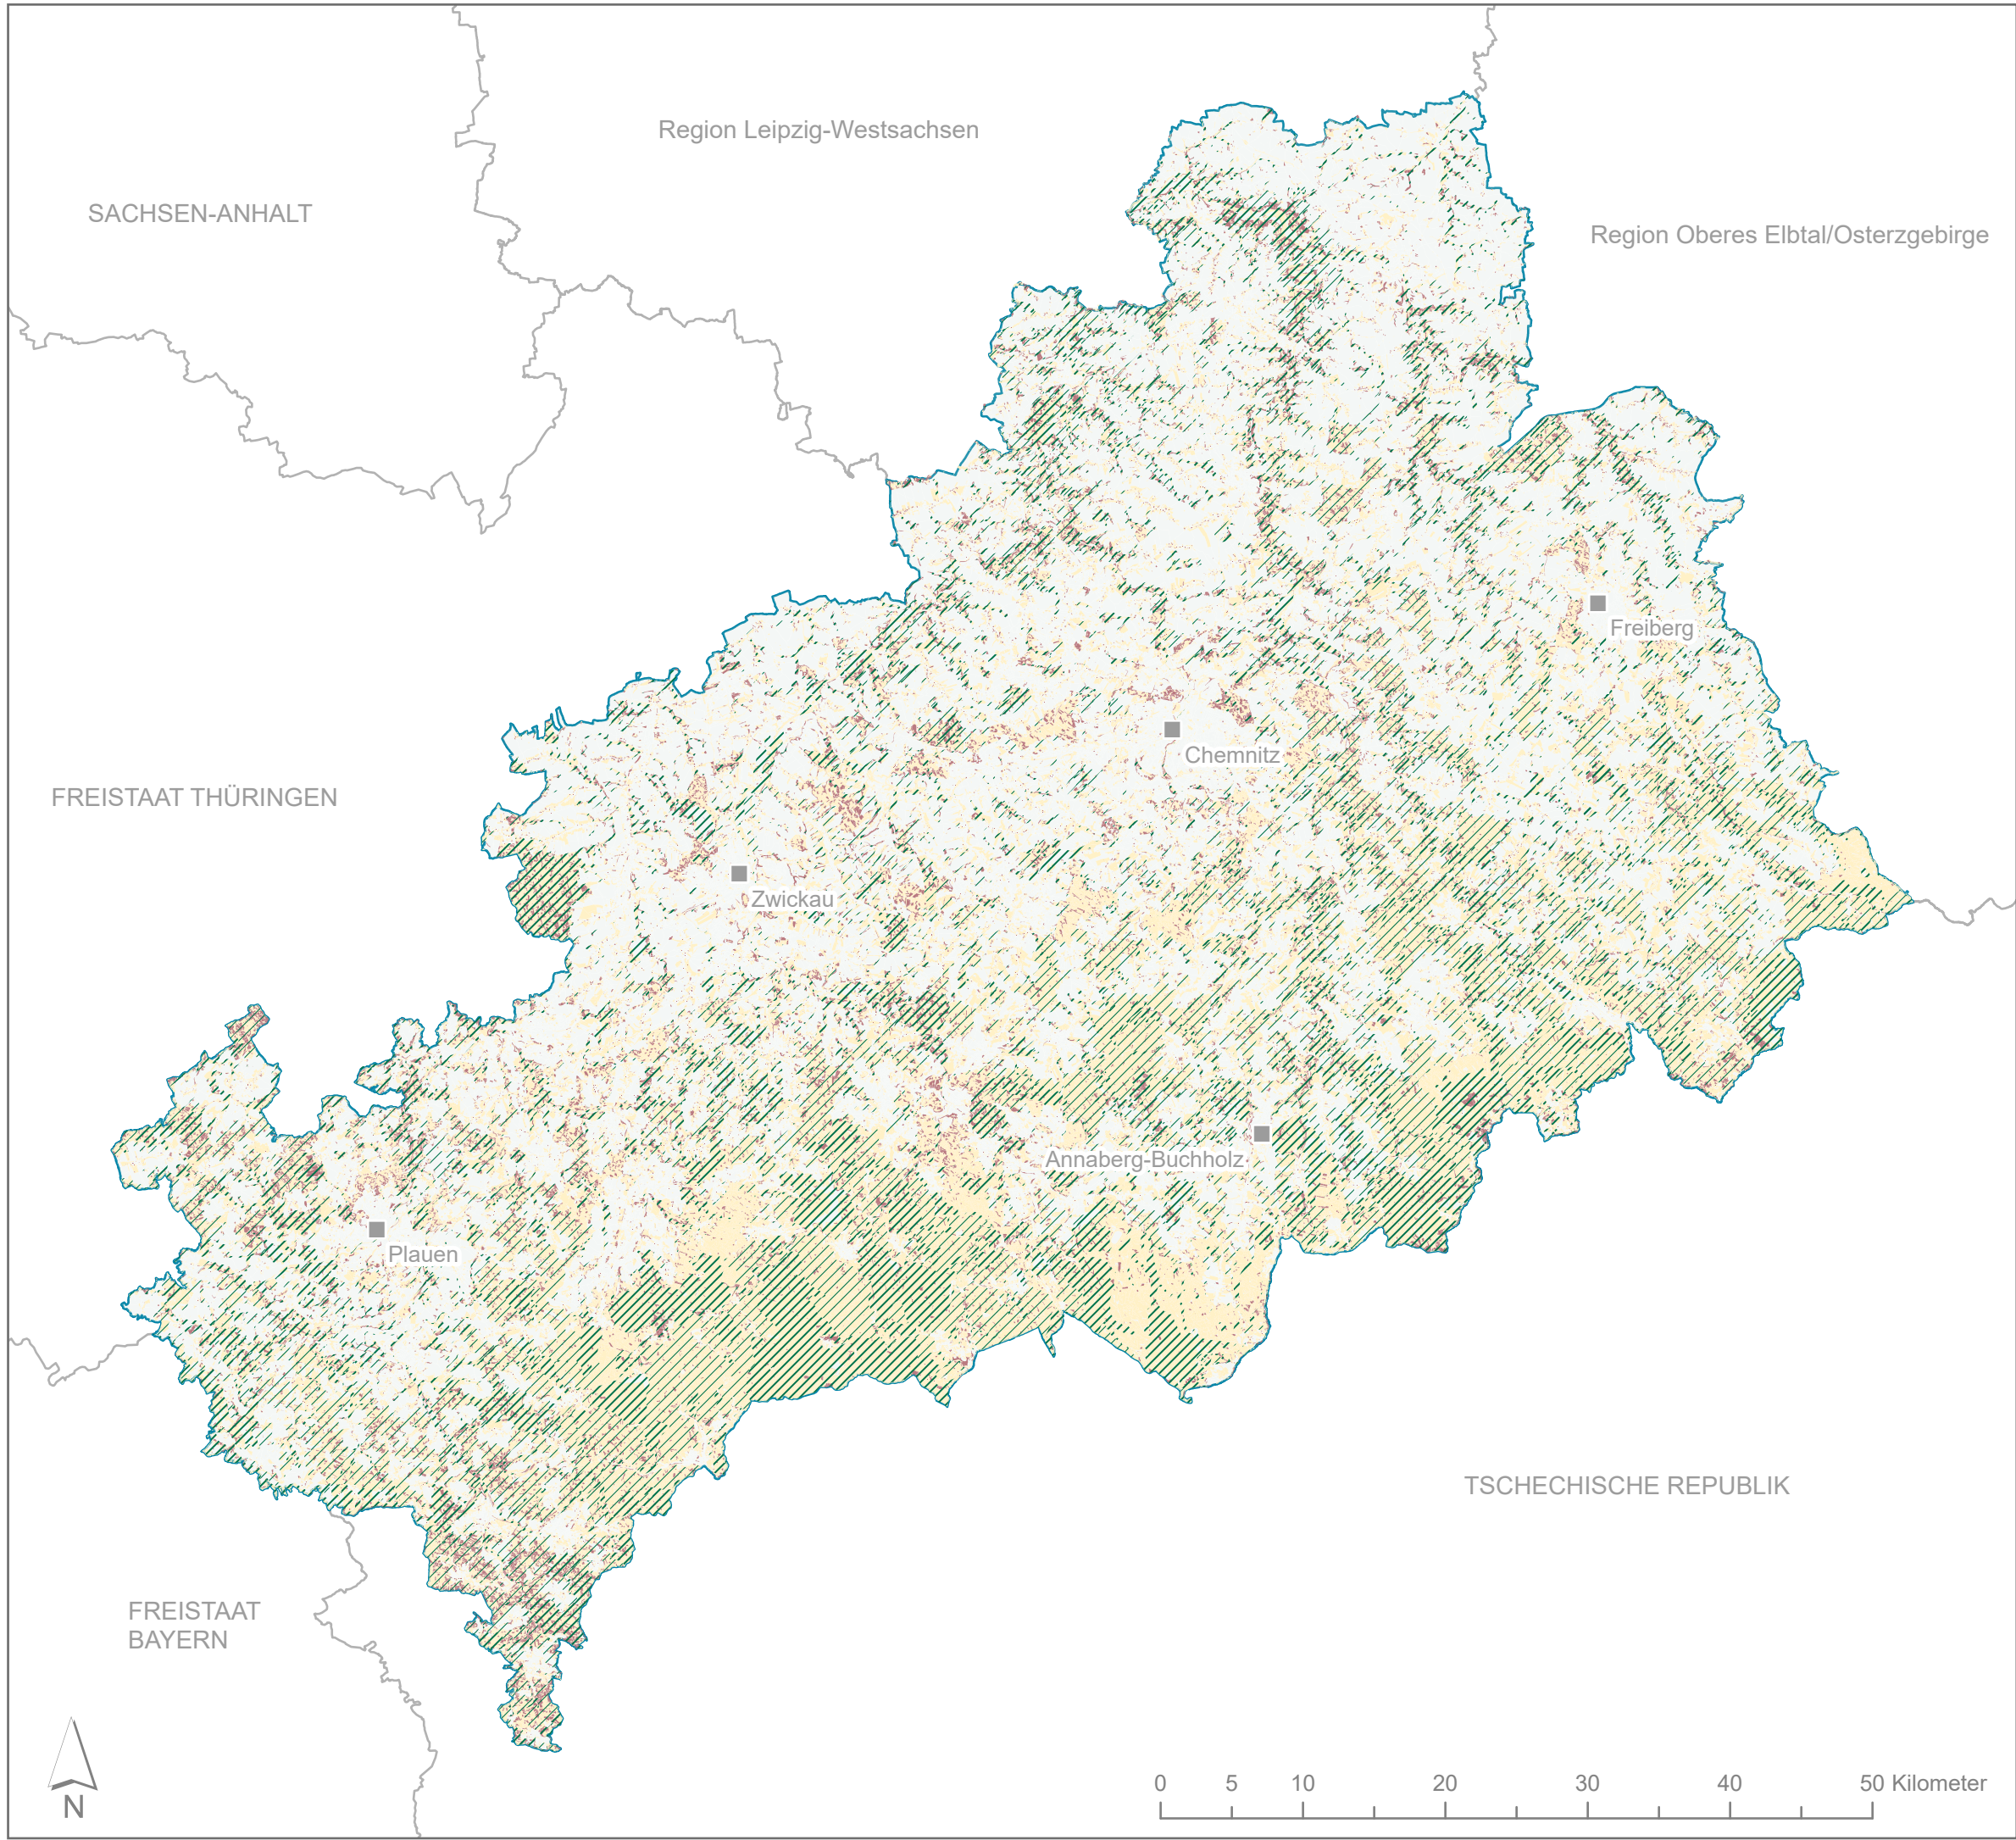 Region Leipzig-Westsachsen
SACHSEN-ANHALT
Region Oberes Elbtal/Osterzgebirge
Freiberg
Chemnitz
FREISTAAT THÜRINGEN
Zwickau
Annaberg-Buchholz
Plauen
TSCHECHISCHE REPUBLIK
FREISTAAT
BAYERN
N
0 5 10 20 30 40 50 Kilometer